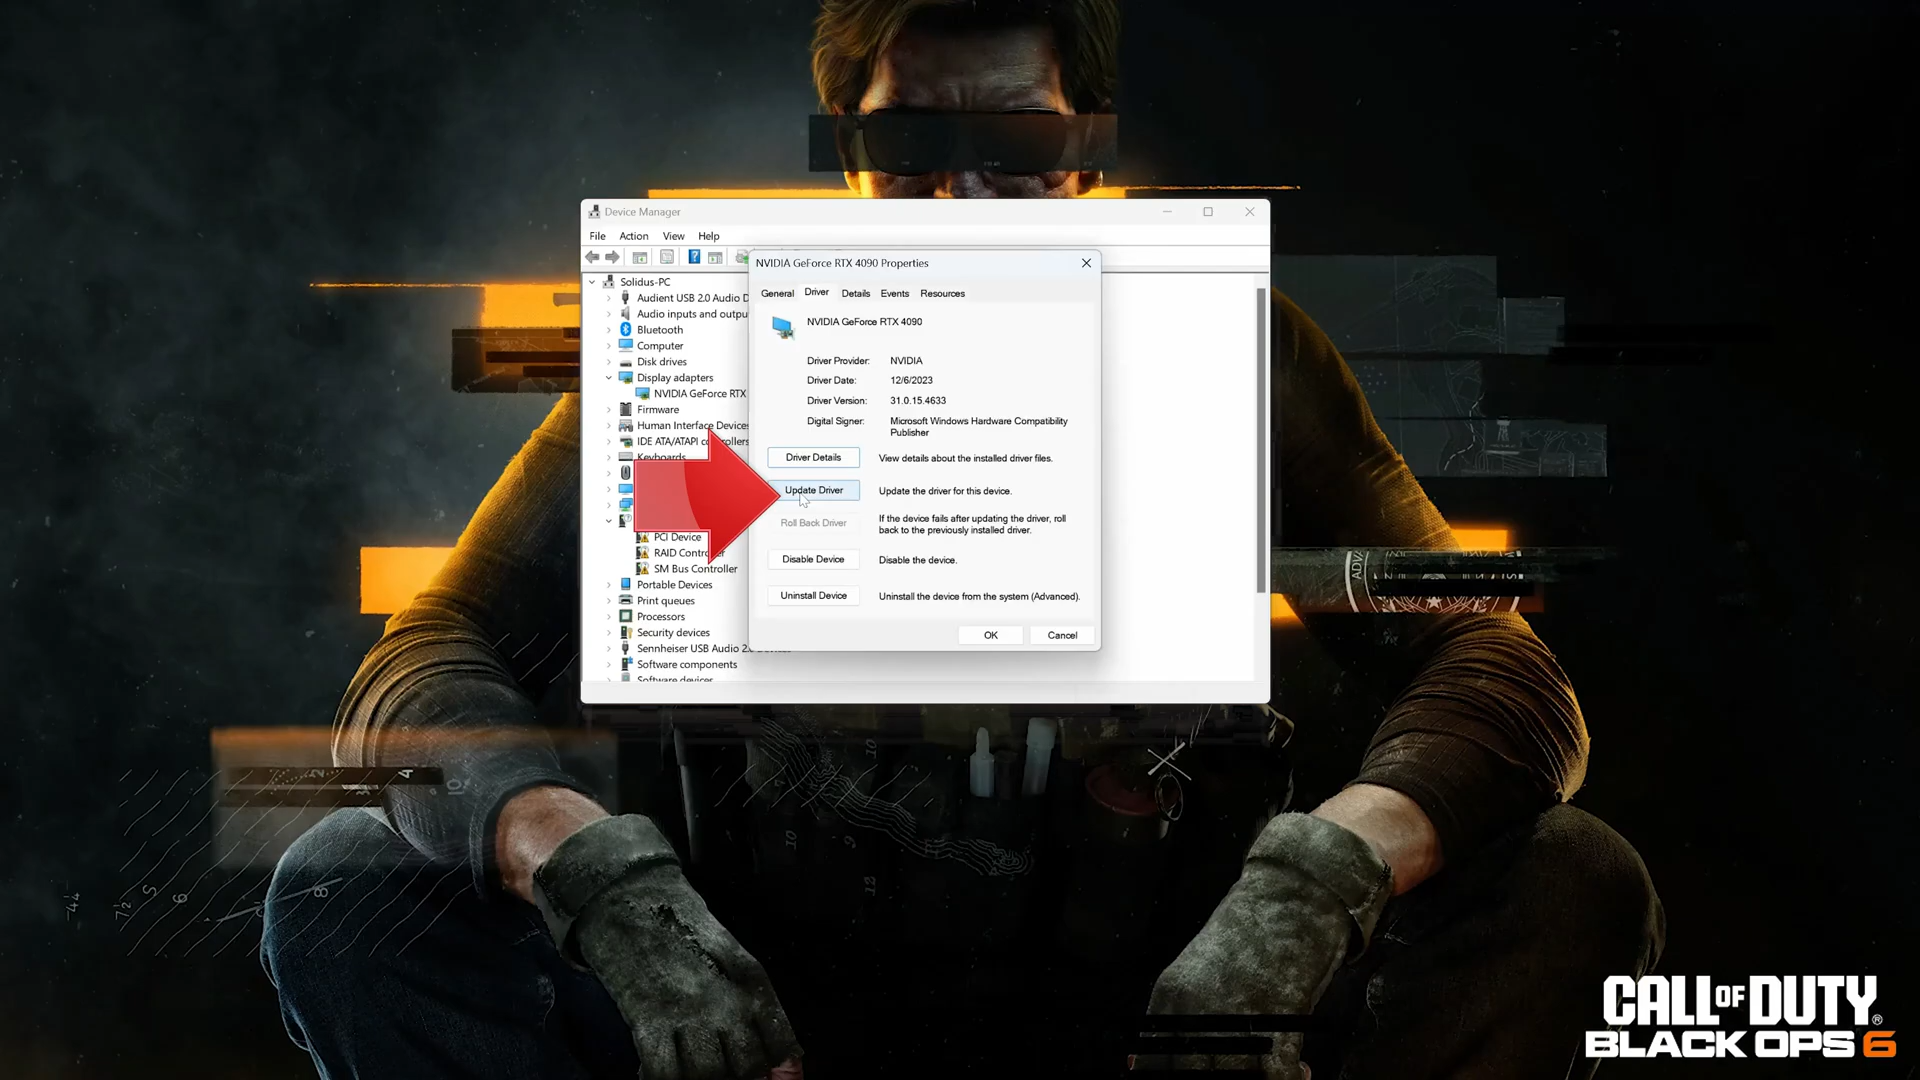 Device Manager
File Action View Help
Solidus-PC
Audient USB 2.0 Audio D
Audio inputs and outpu
Bluetooth
Computer
Disk drives
Display adapters
NVIDIA GeForce RTX
Firmware
Human Interface Devices
IDE ATA/ATAPI co rollers
Keyboards
PCI Device
RAID Contro er
SM Bus Controller
Portable Devices
Print queues
Processors
Security devices
Sennheiser USB Audio 2.
Software components
Software devices
NVIDIA GeForce RTX 4090 Properties
General Driver Details Events Resources
NVIDIA GeForce RTX 4090
Driver Provider: NVIDIA
Driver Date: 12/6/2023
Driver Version: 31.0.15.4633
Digital Signer: Microsoft Windows Hardware Compatibility
Publisher
Driver Details View details about the installed driver files.
Update Driver Update the driver for this device.
Roll Back Driver If the device fails after updating the driver, roll
back to the previously installed driver.
Disable Device Disable the device.
Uninstall Device Uninstall the device from the system (Advanced).
OK Cancel
CALL OF DUTY®
BLACK OPS 6